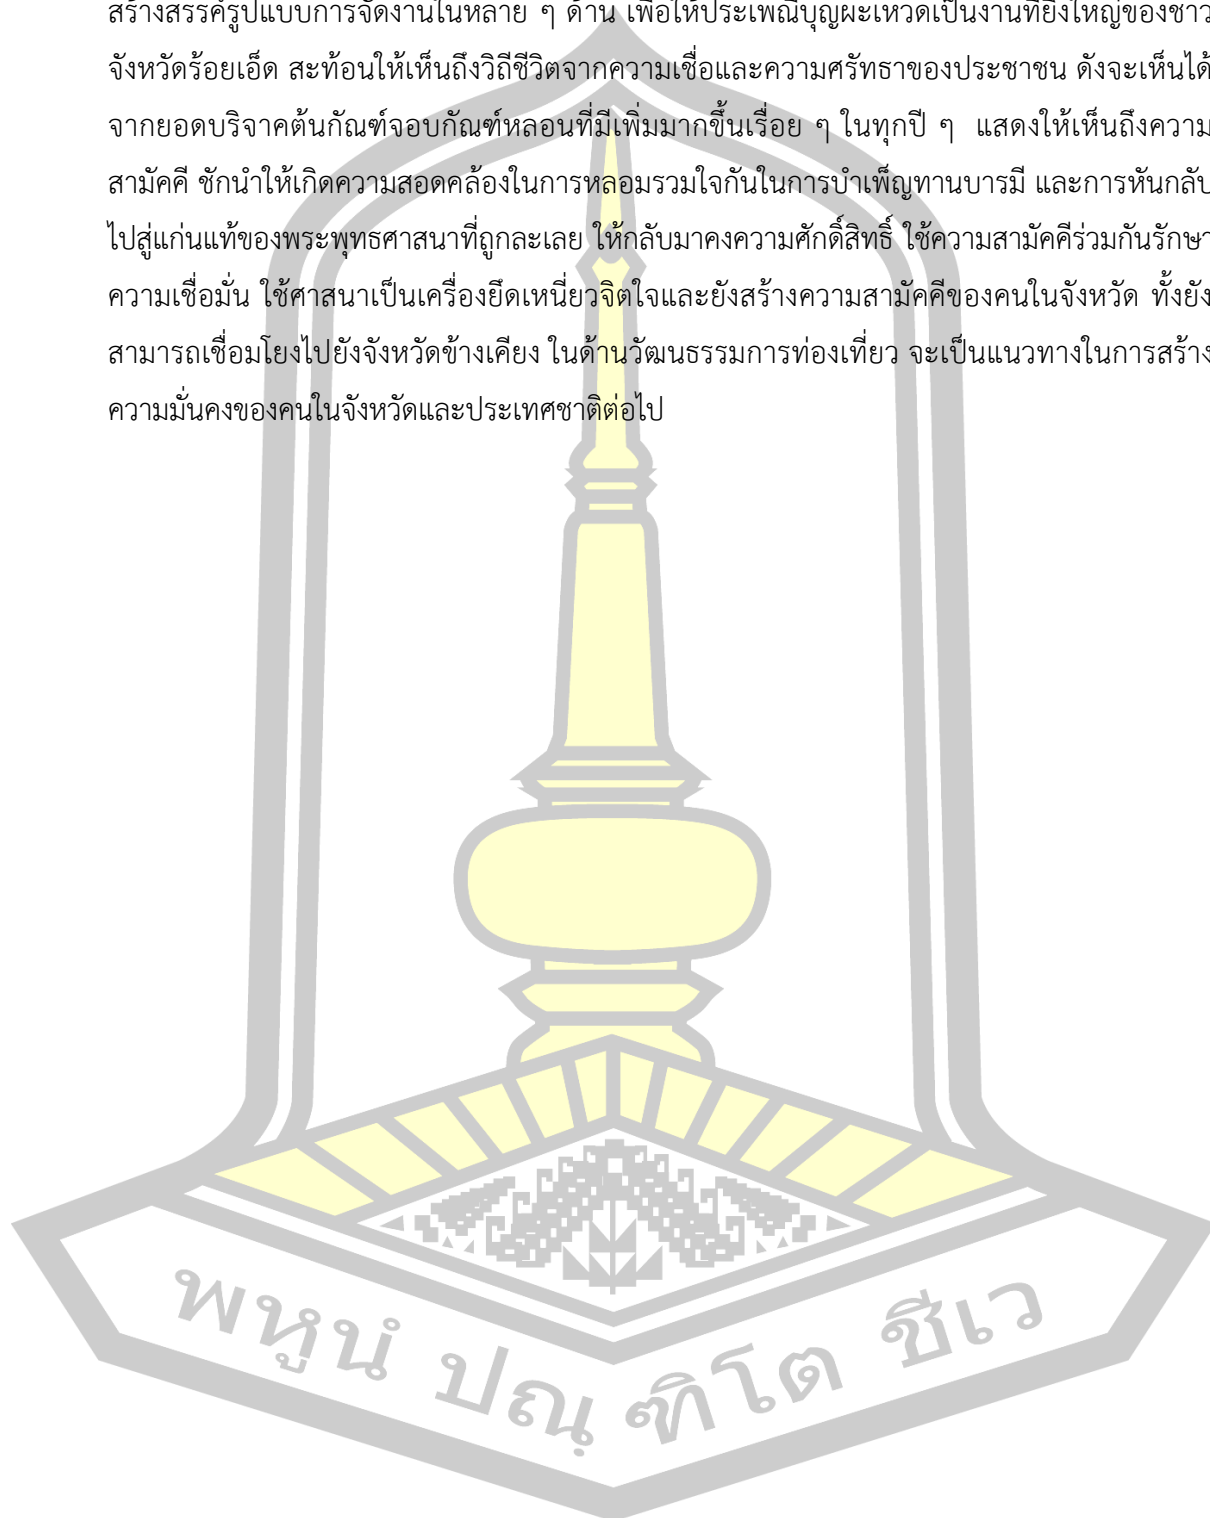 สร้างสรรค์รูปแบบการจัดงานในหลาย ๆ ด้าน เพื่อให้ประเพณีบุญผะเหวดเป็นงานที่ยิ่งใหญ่ของชาว
จังหวัดร้อยเอ็ด สะท้อนให้เห็นถึงวิถีชีวิตจากความเชื่อและความศรัทธาของประชาชน ดังจะเห็นได้
จากยอดบริจาคต้นกัณฑ์จอบกัณฑ์หลอนที่มีเพิ่มมากขึ้นเรื่อย ๆ ในทุกปี ๆ แสดงให้เห็นถึงความ
สามัคคี ชักนำให้เกิดความสอดคล้องในการหลอมรวมใจกันในการบำเพ็ญทานบารมี และการหันกลับ
ไปสู่แก่นแท้ของพระพุทธศาสนาที่ถูกละเลย ให้กลับมาคงความศักดิ์สิทธิ์ ใช้ความสามัคคีร่วมกันรักษา
ความเชื่อมั่น ใช้ศาสนาเป็นเครื่องยึดเหนี่ยวจิตใจและยังสร้างความสามัคคีของคนในจังหวัด ทั้งยัง
สามารถเชื่อมโยงไปยังจังหวัดข้างเคียง ในด้านวัฒนธรรมการท่องเที่ยว จะเป็นแนวทางในการสร้าง
ความมั่นคงของคนในจังหวัดและประเทศชาติต่อไป
พหูนํ ปณฺฑิโต ชีเว